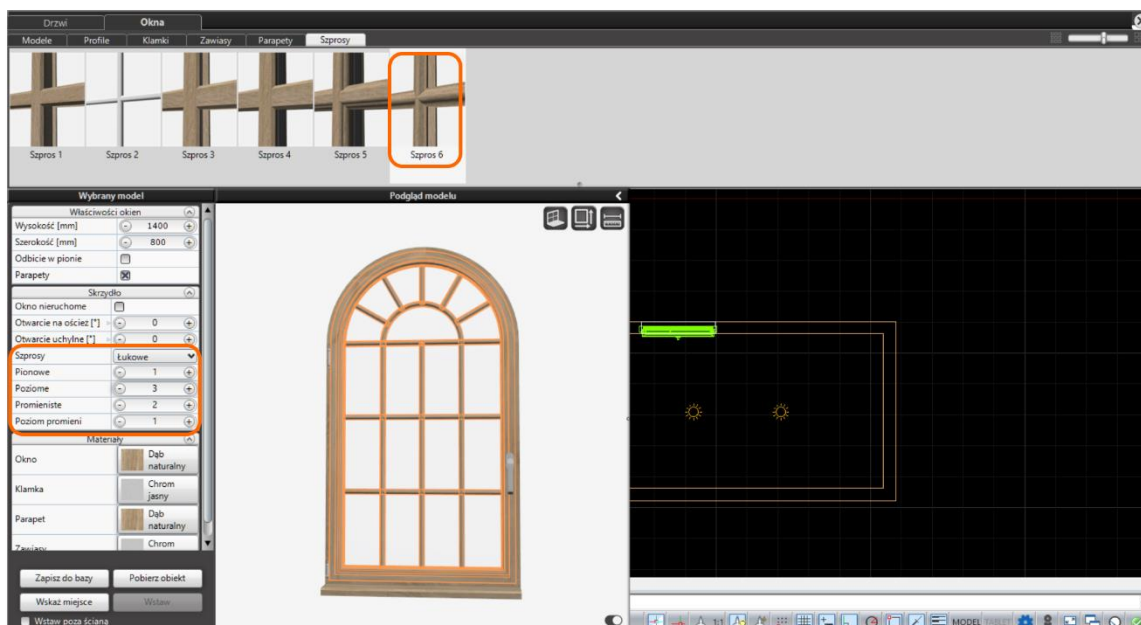 Drzwi Okna
Modele Profile Klamki Zawiasy Parapety Szprosy
Szpros 1 Szpros 2 Szpros 3 Szpros 4 Szpros 5 Szpros 6
Wybrany model
Podgląd modelu
Właściwości okien
Wysokość [mm] 1400
Szerokość [mm] 800
Odbicie w pionie
Parapety
Skrzydło
Okno nieruchome
Otwarcie na oścież [°] 0
Otwarcie uchylne [°] 0
Szprosy Łukowe
Pionowe 1
Poziome 3
Promieniste 2
Poziom promieni 1
Materiały
Okno Dąb
naturalny
Klamka Chrom
jasny
Parapet Dąb
naturalny
Zawiasy Chrom
Zapisz do bazy Pobierz obiekt
Wskaż miejsce Wstaw
Wstaw poza ścianą
1:1 MODEL TABLET